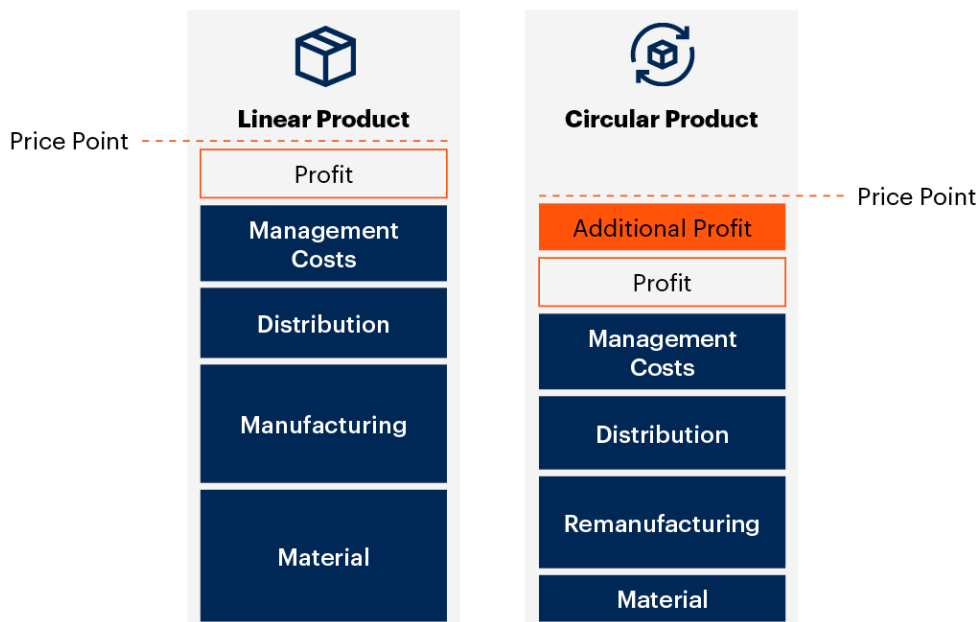 Linear Product
Price Point
Profit
Management
Costs
Distribution
Manufacturing
Material
Circular Product
Price Point
Additional Profit
Profit
Management
Costs
Distribution
Remanufacturing
Material